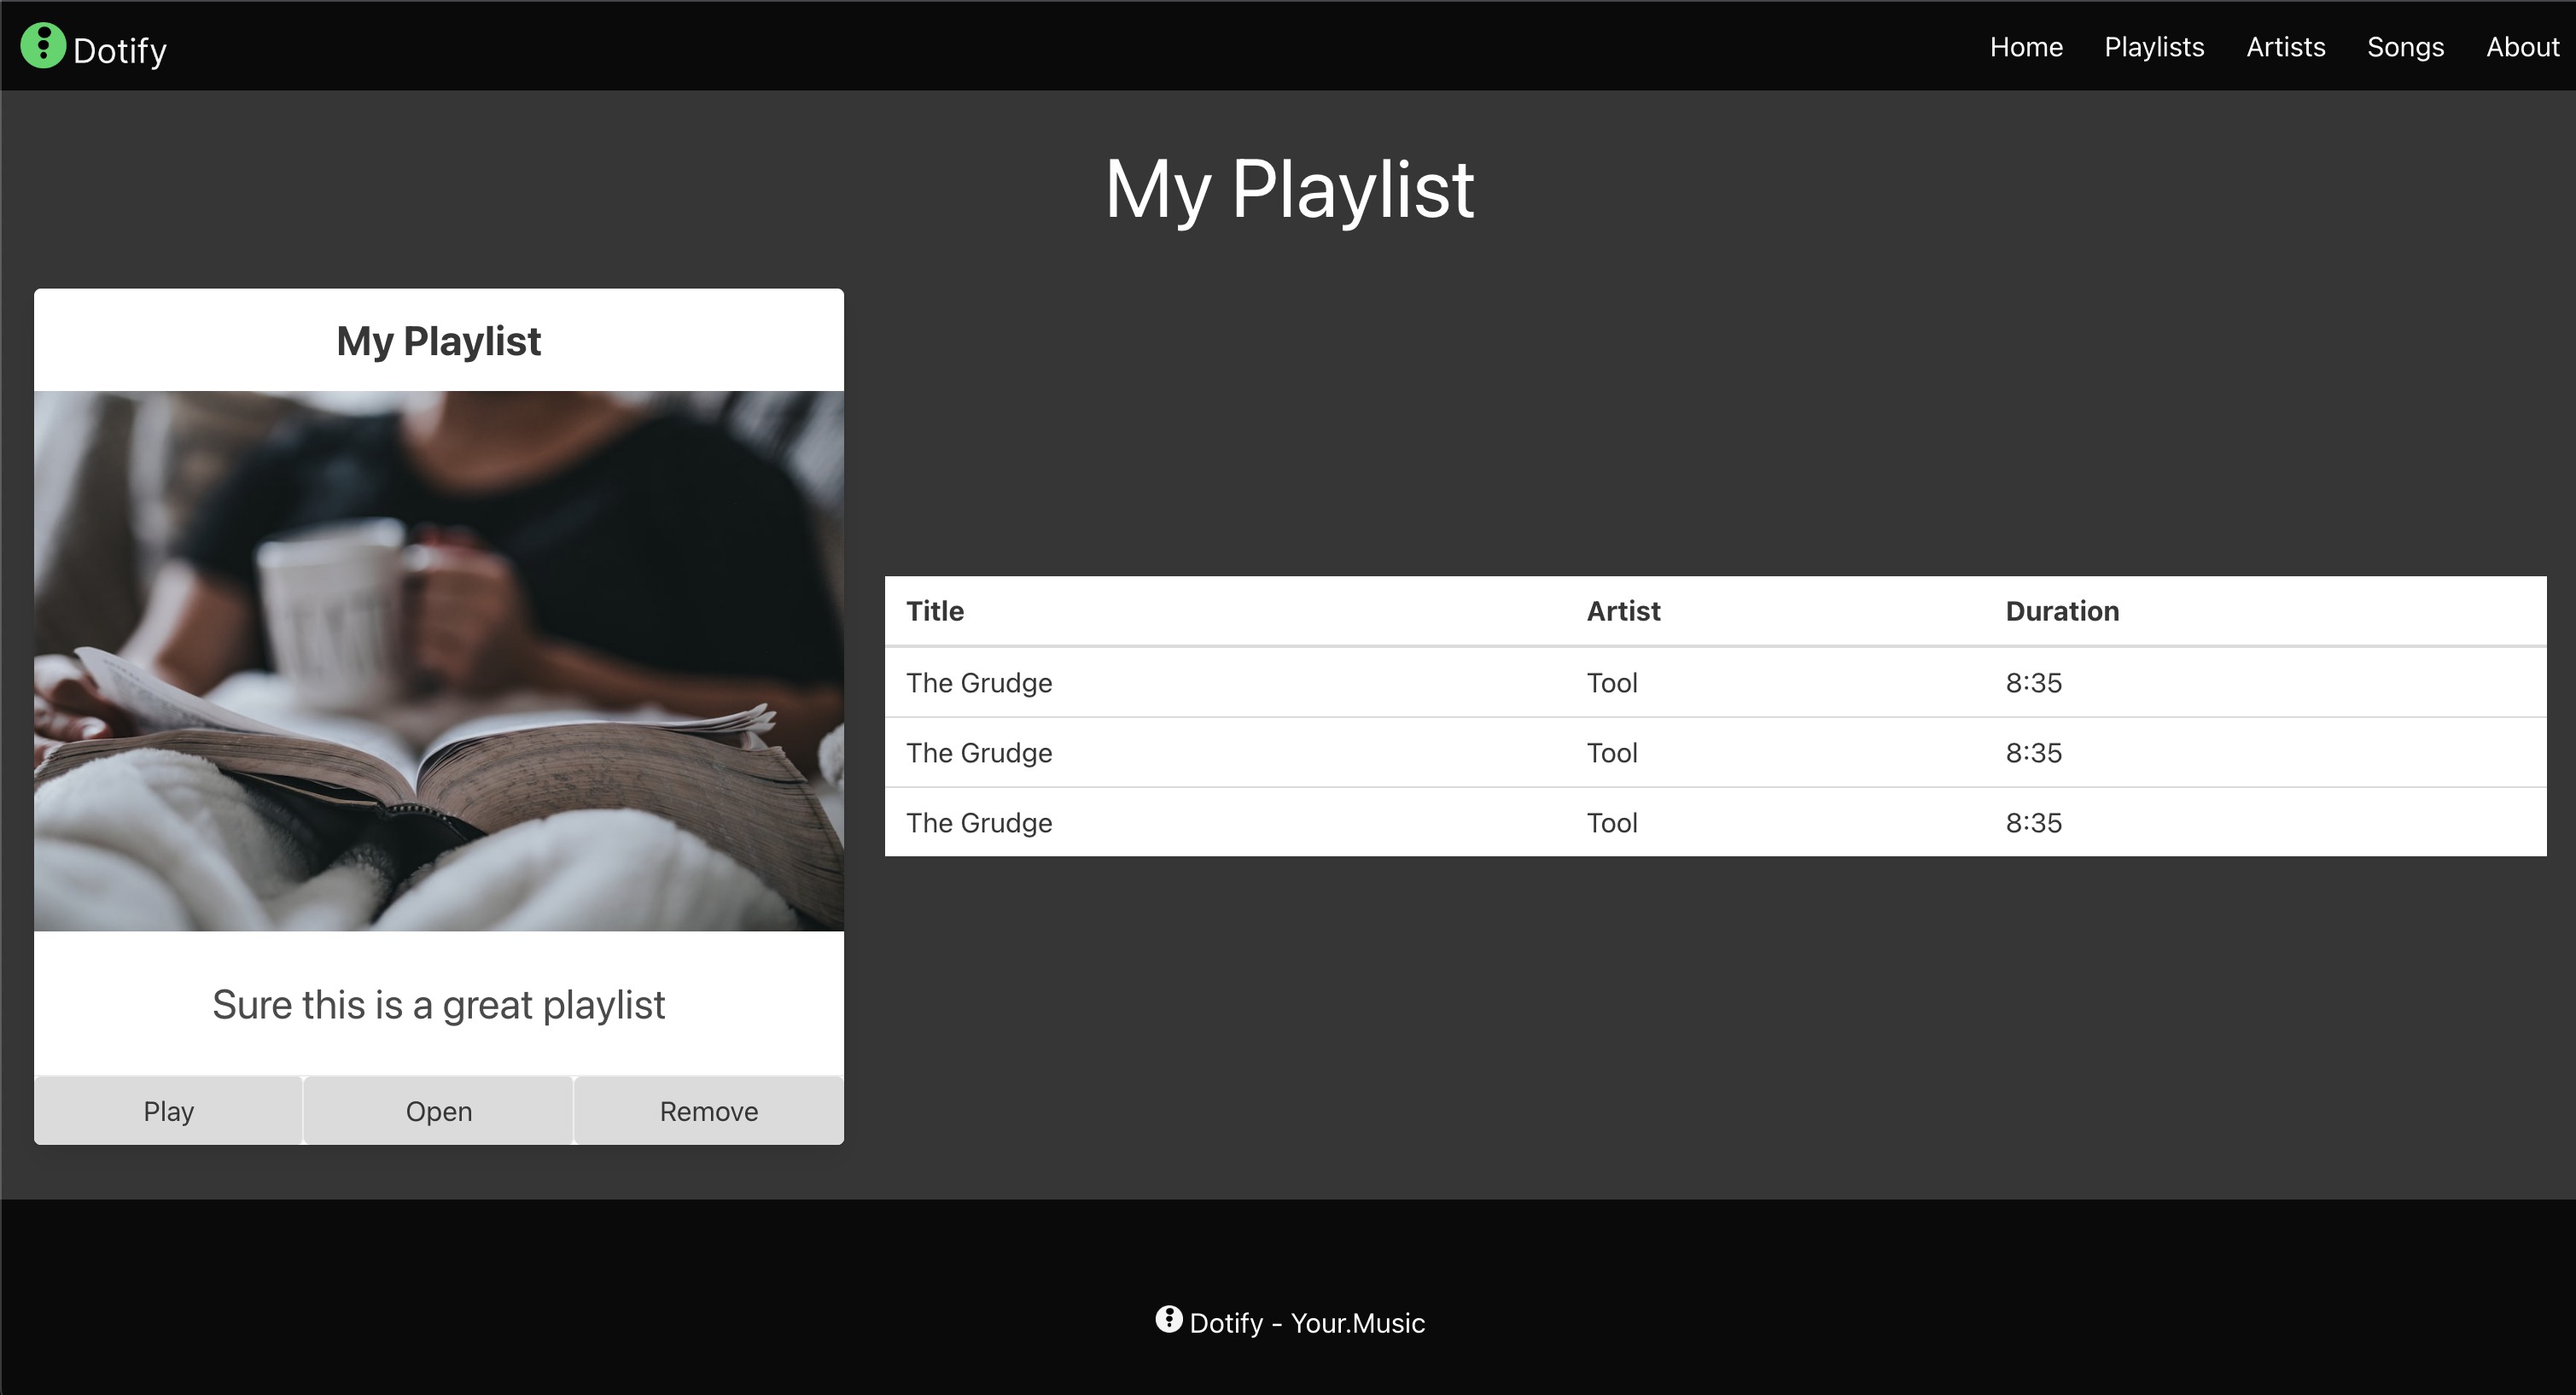 Dotify
Home Playlists Artists Songs About
My Playlist
My Playlist
Sure this is a great playlist
Play Open Remove
Title Artist Duration
The Grudge Tool 8:35
The Grudge Tool 8:35
The Grudge Tool 8:35
Dotify - Your.Music